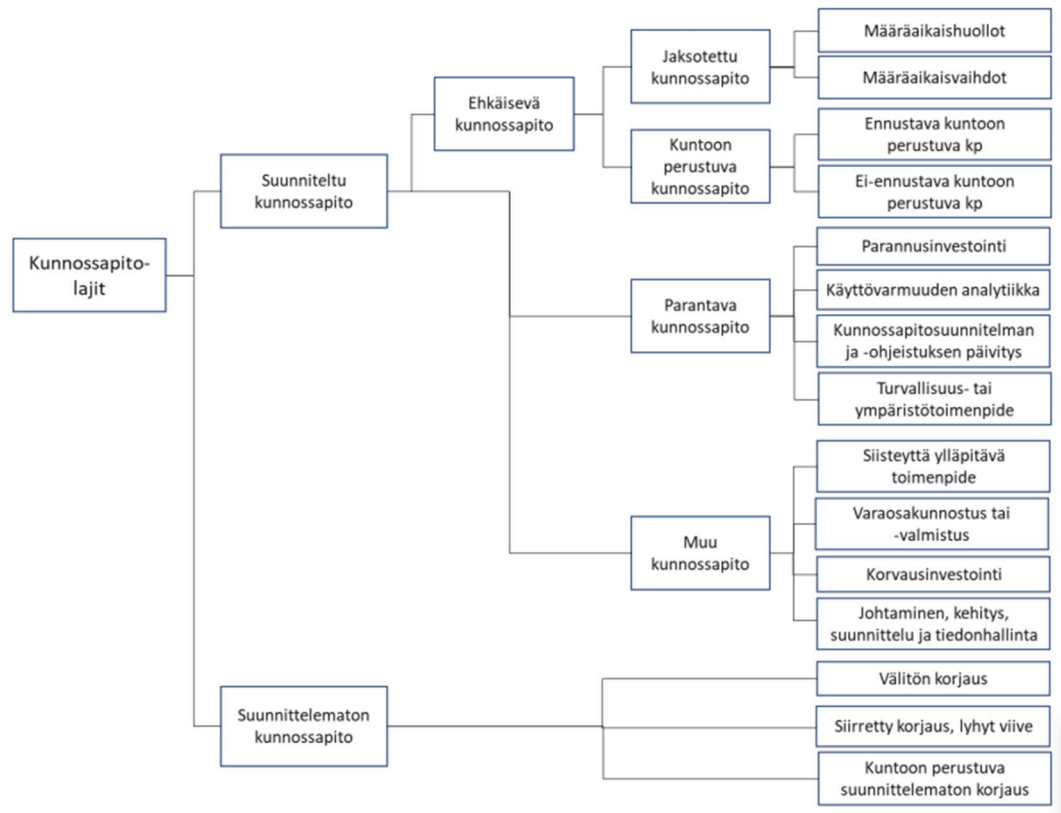 Kunnossapito-
lajit
Suunniteltu
kunnossapito
Ehkäisevä
kunnossapito
Jaksotettu
kunnossapito
Määräaikaishuollot
Määräaikaisvaihdot
Kuntoon
perustuva
kunnossapito
Ennustava kuntoon
perustuva kp
Ei-ennustava kuntoon
perustuva kp
Parantava
kunnossapito
Parannusinvestointi
Käyttövarmuuden analytiikka
Kunnossapitosuunnitelman
ja -ohjeistuksen päivitys
Turvallisuus- tai
ympäristötoimenpide
Muu
kunnossapito
Siisteyttä ylläpitävä
toimenpide
Varaosakunnostus tai
-valmistus
Korvausinvestointi
Johtaminen, kehitys,
suunnittelu ja tiedonhallinta
Suunnittelematon
kunnossapito
Välitön korjaus
Siirretty korjaus, lyhyt viive
Kuntoon perustuva
suunnittelematon korjaus